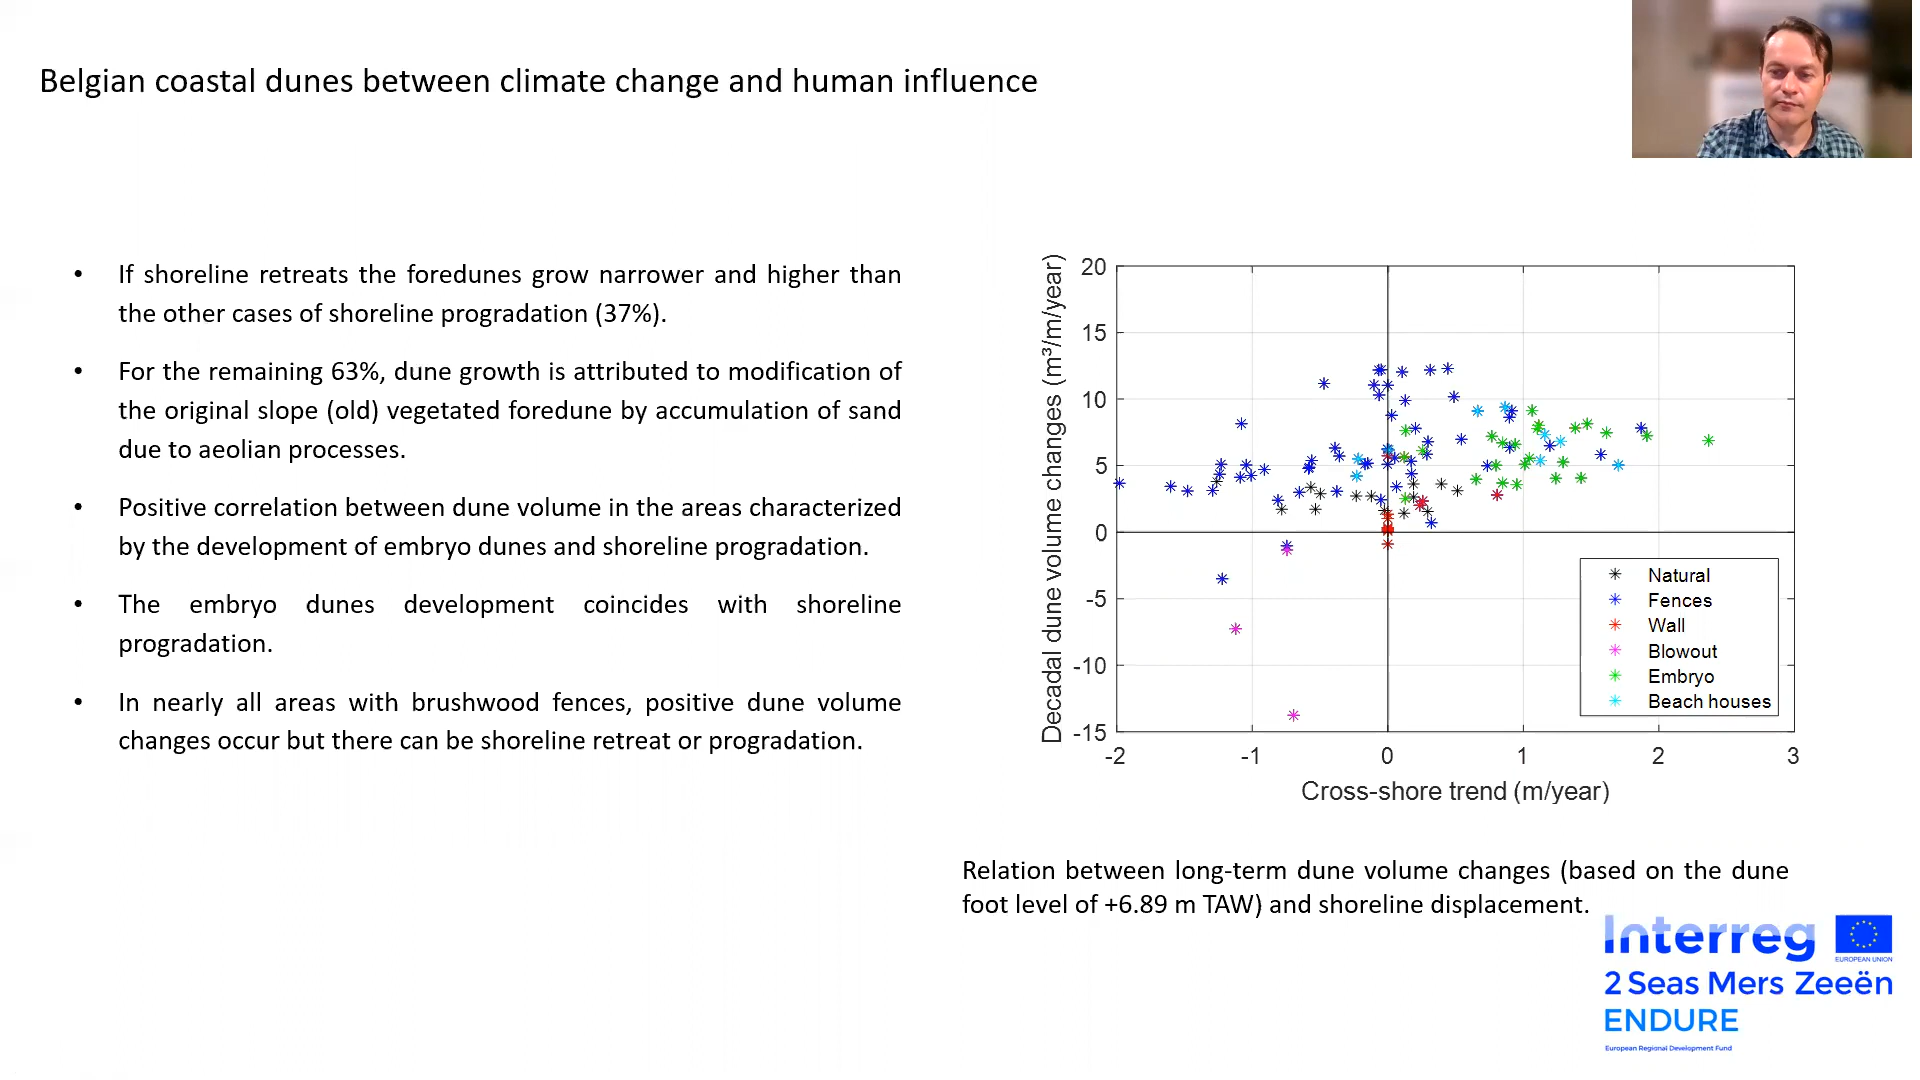 Belgian coastal dunes between climate change and human influence
• If shoreline retreats the foredunes grow narrower and higher than
the other cases of shoreline progradation (37%).
• For the remaining 63%, dune growth is attributed to modification of
the original slope (old) vegetated foredune by accumulation of sand
due to aeolian processes.
• Positive correlation between dune volume in the areas characterized
by the development of embryo dunes and shoreline progradation.
• The embryo dunes development coincides with shoreline
progradation.
• In nearly all areas with brushwood fences, positive dune volume
changes occur but there can be shoreline retreat or progradation.
Decadal dune volume changes (m³/m/year)
20
15
10
5
0
-5
-10
-15
-2 -1 0 1 2 3
Cross-shore trend (m/year)
Natural
Fences
Wall
Blowout
Embryo
Beach houses
Relation between long-term dune volume changes (based on the dune
foot level of +6.89 m TAW) and shoreline displacement.
Interreg
EUROPEAN UNION
2 Seas Mers Zeeën
ENDURE
European Regional Development Fund